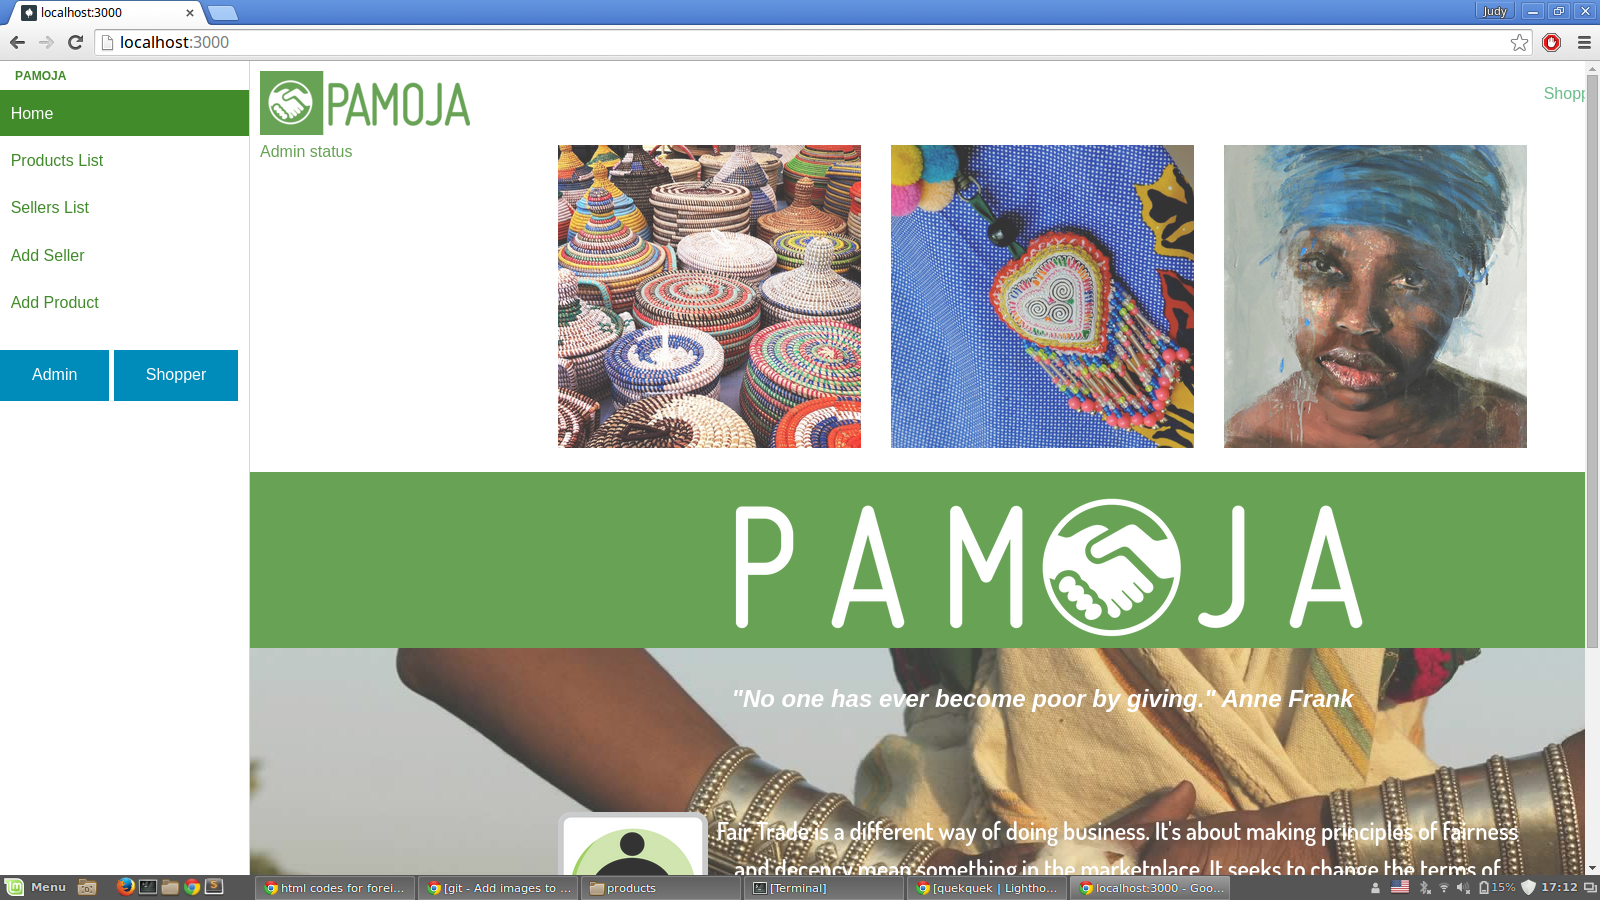 localhost:3000
Judy
localhost:3000
PAMOJA
Home
Products List
Sellers List
Add Seller
Add Product
Admin
Shopper
PAMOJA
Shopp
Admin status
PAMOJA
"No one has ever become poor by giving." Anne Frank
Fair Trade is a different way of doing business. It's about making principles of fairness
and decency mean something in the marketplace. It seeks to change the terms of
Menu
html codes for forei...
[git - Add images to ...
products
[Terminal]
[quekquek | Lightho...
localhost:3000 - Goo...
15%
17:12